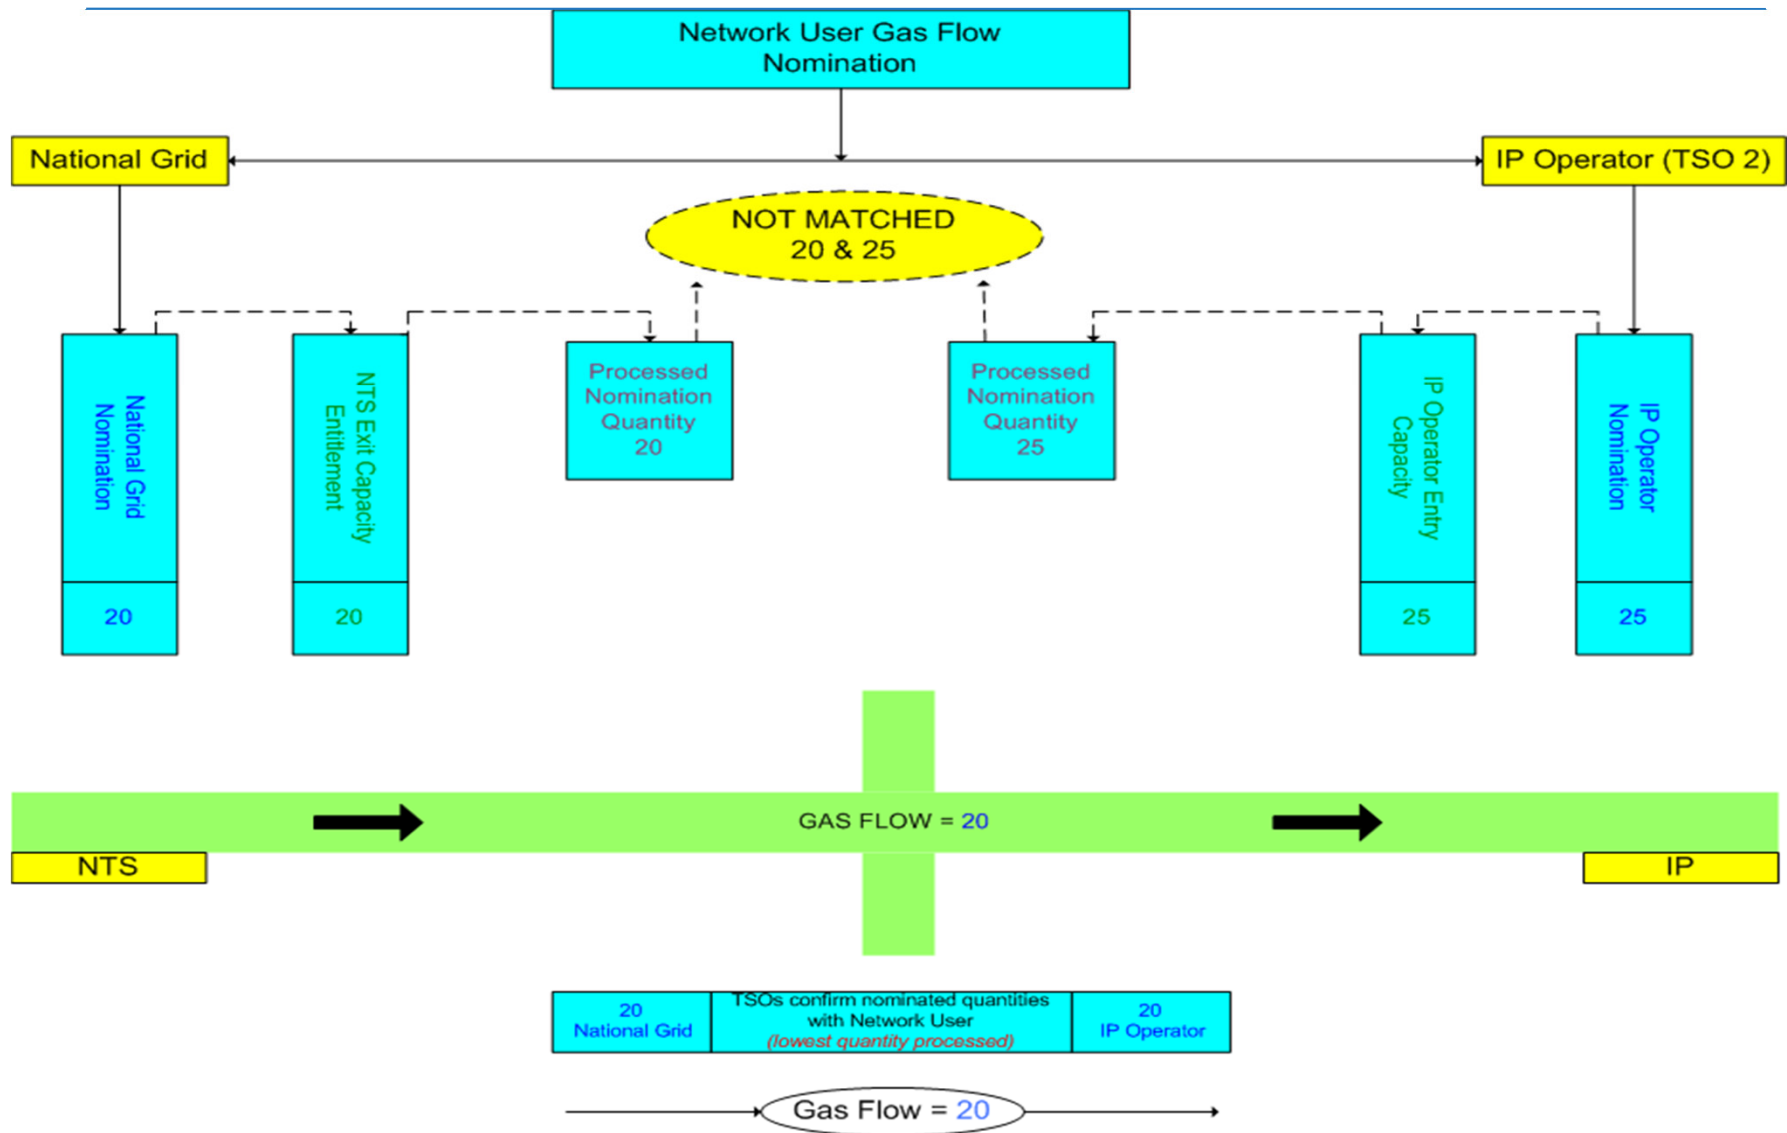 Network User Gas Flow
Nomination
National Grid
IP Operator (TSO 2)
NOT MATCHED
20 & 25
National Grid
Nomination
20
NTS Exit Capacity
Entitlement
20
Processed
Nomination
Quantity
20
Processed
Nomination
Quantity
25
IP Operator Entry
Capacity
25
IP Operator
Nomination
25
GAS FLOW = 20
NTS
IP
20
National Grid
TSOs confirm nominated quantities
with Network User
(lowest quantity processed)
20
IP Operator
Gas Flow = 20